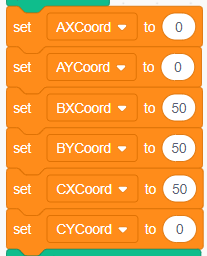 set AXCoord to 0
set AYCoord to 0
set BXCoord to 50
set BYCoord to 50
set CXCoord to 50
set CYCoord to 0